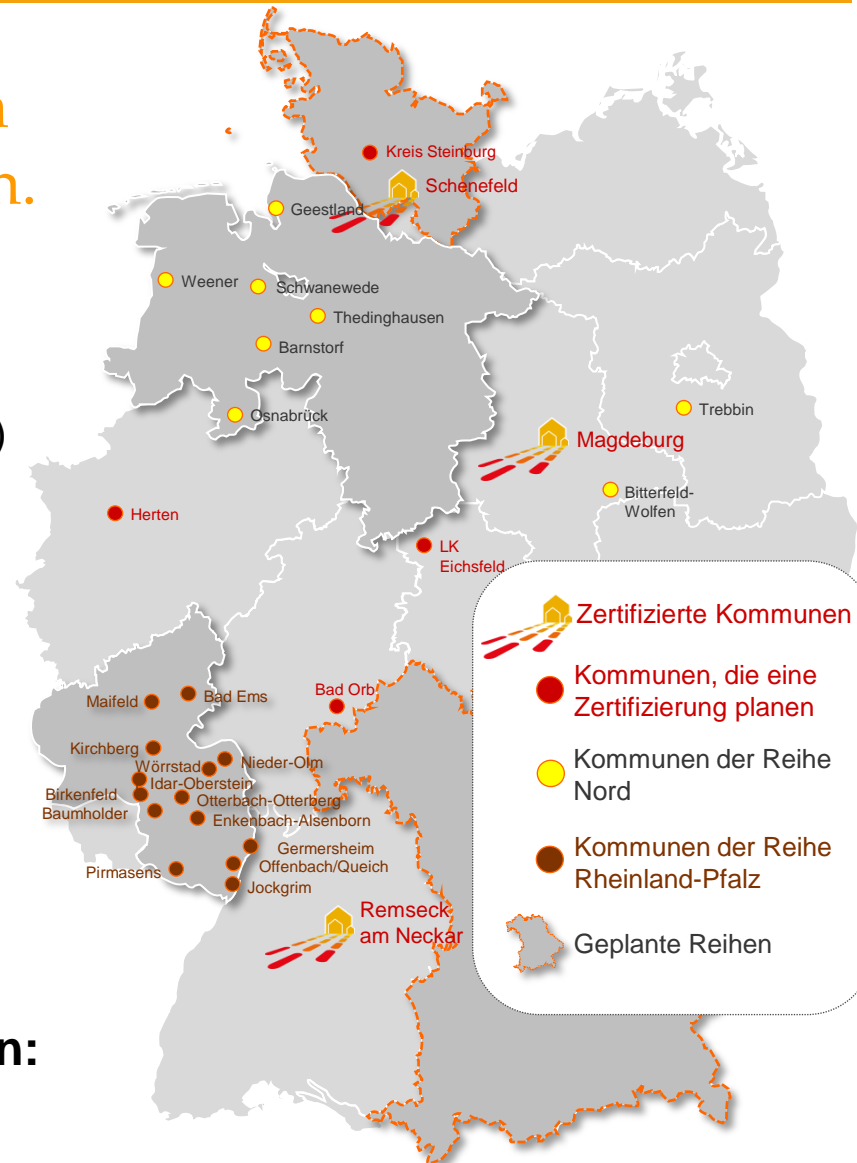 n
n.
Kreis Steinburg
Schenefeld
Geestland
Weener
Schwanewede
Thedinghausen
Barnstorf
Osnabrück
Trebbin
)
Magdeburg
Bitterfeld-
Wolfen
Herten
LK
Eichsfeld
Zertifizierte Kommunen
Kommunen, die eine
Zertifizierung planen
Kommunen der Reihe
Nord
Kommunen der Reihe
Rheinland-Pfalz
Geplante Reihen
Bad Orb
Bad Ems
Maifeld
Kirchberg
Nieder-Olm
Wörrstad
Idar-Oberstein
Birkenfeld
Otterbach-Otterberg
Baumholder
Enkenbach-Alsenborn
Germersheim
Offenbach/Queich
Pirmasens
Jockgrim
Remseck
am Neckar
n: